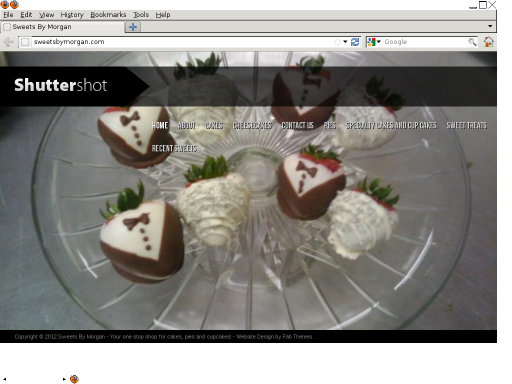 File Edit View History Bookmarks Tools Help
Sweets By Morgan
sweetsbymorgan.com
Google
Shuttershot
HOME ABOUT CAKES CHEESECAKES CONTACT US PIES SPECIALTY CAKES AND CUP CAKES SWEET TREATS
RECENT SWEETS
Copyright © 2012 Sweets By Morgan - Your one stop shop for cakes, pies and cupcakes! - Website Design by Fab Themes